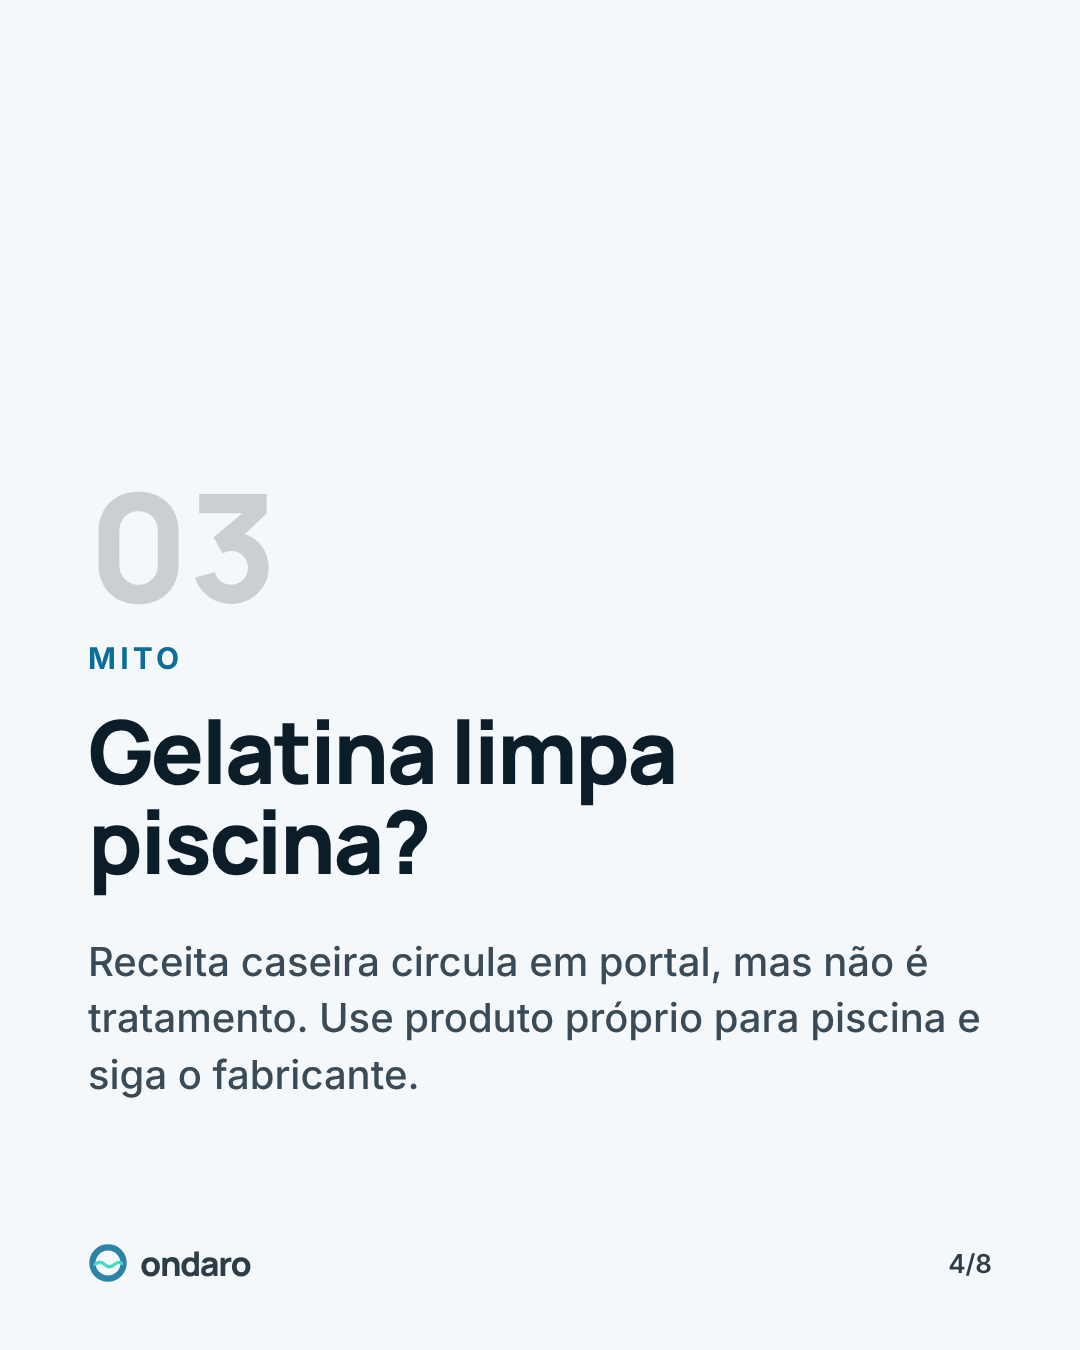 03
MITO
Gelatina limpa
piscina?
Receita caseira circula em portal, mas não é
tratamento. Use produto próprio para piscina e
siga o fabricante.
ondaro
4/8